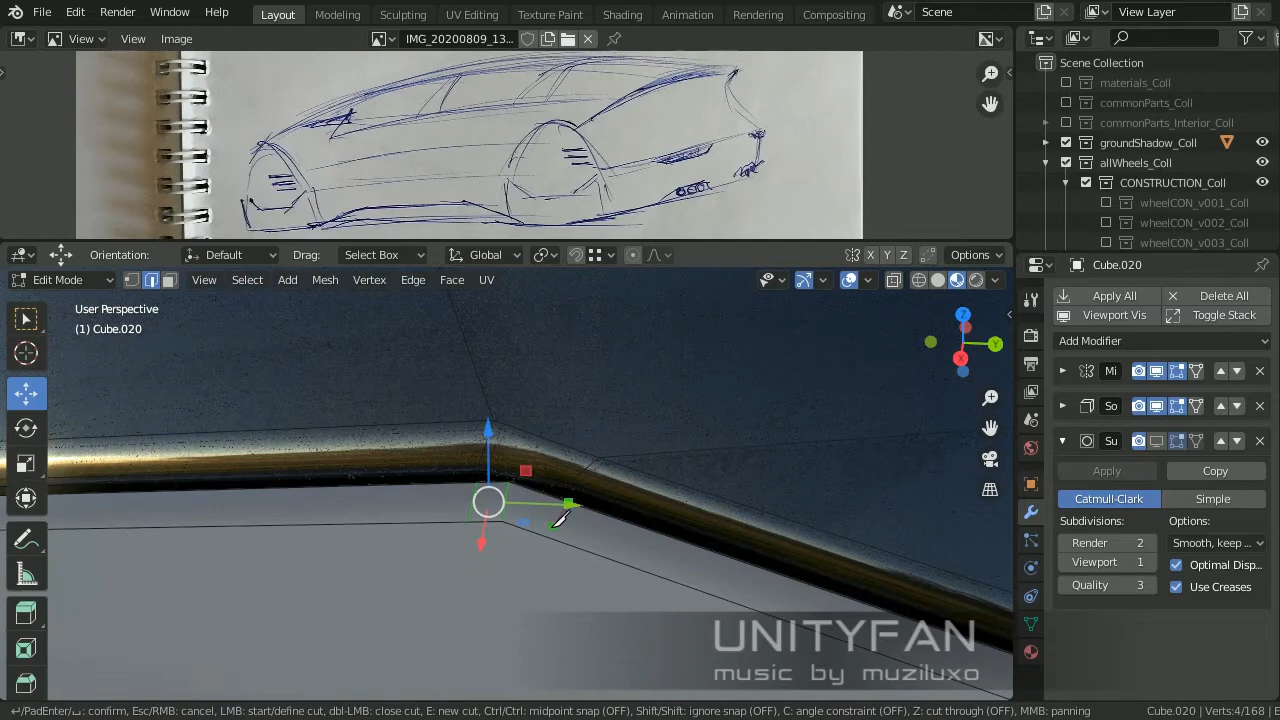 File Edit Render Window Help Layout Modeling Sculpting UV Editing Texture Paint Shading Animation Rendering Compositing Scene View Layer
View View Image IMG_20200809_13...
Scene Collection
materials_Coll
commonParts_Coll
commonParts_Interior_Coll
groundShadow_Coll
allWheels_Coll
CONSTRUCTION_Coll
wheelCON_v001_Coll
wheelCON_v002_Coll
wheelCON_v003_Coll
Orientation: Default Drag: Select Box Global X Y Z Options
Edit Mode View Select Add Mesh Vertex Edge Face UV
User Perspective
(1) Cube.020
Z
Y
X
Cube.020
Apply All Delete All
Viewport Vis Toggle Stack
Add Modifier
Mi
So
Su
Apply Copy
Catmull-Clark Simple
Subdivisions: Options:
Render 2 Smooth, keep ...
Viewport 1 Optimal Disp...
Quality 3 Use Creases
UNITYFAN
music by muziluxo
↵/PadEnter/␣: confirm, Esc/RMB: cancel, LMB: start/define cut, dbl-LMB: close cut, E: new cut, Ctrl/Ctrl: midpoint snap (OFF), Shift/Shift: ignore snap (OFF), C: angle constraint (OFF), Z: cut through (OFF), MMB: panning Cube.020 | Verts:4/168 | E